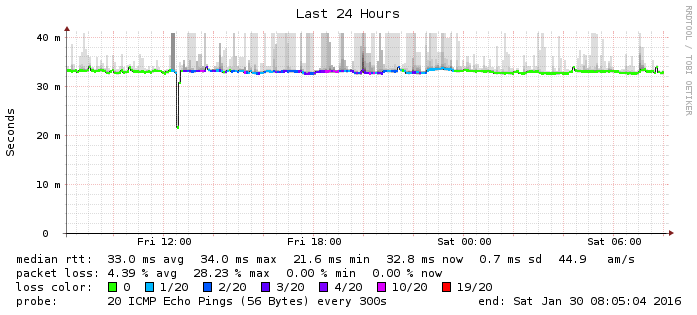 Last 24 Hours
RRDTOOL / TOBI OETIKER
Seconds
40 m
30 m
20 m
10 m
0
Fri 12:00 Fri 18:00 Sat 00:00 Sat 06:00
median rtt: 33.0 ms avg 34.0 ms max 21.6 ms min 32.8 ms now 0.7 ms sd 44.9 am/s
packet loss: 4.39 % avg 28.23 % max 0.00 % min 0.00 % now
loss color: 0 1/20 2/20 3/20 4/20 10/20 19/20
probe: 20 ICMP Echo Pings (56 Bytes) every 300s end: Sat Jan 30 08:05:04 2016